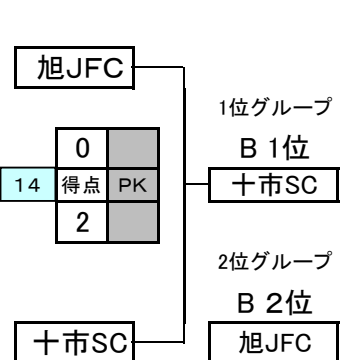 旭JFC
1位グループ
0
B 1位
14 得点 PK
十市SC
2
2位グループ
B 2位
十市SC
旭JFC